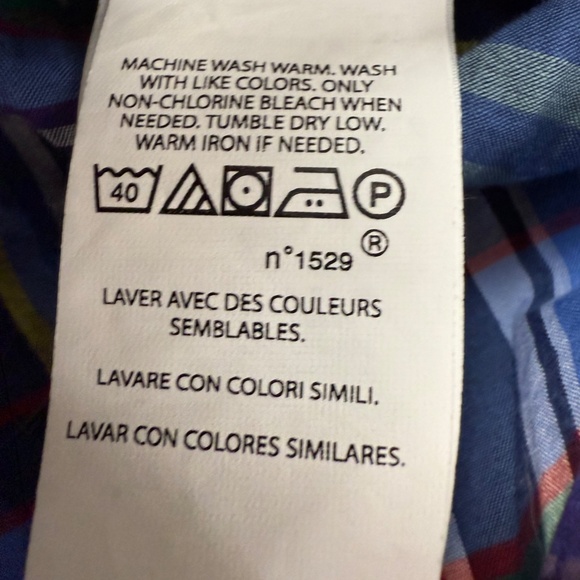 MACHINE WASH WARM. WASH
WITH LIKE COLORS. ONLY
NON-CHLORINE BLEACH WHEN
NEEDED. TUMBLE DRY LOW.
WARM IRON IF NEEDED.
40 P
n°1529 ®
LAVER AVEC DES COULEURS
SEMBLABLES.
LAVARE CON COLORI SIMILI.
LAVAR CON COLORES SIMILARES.